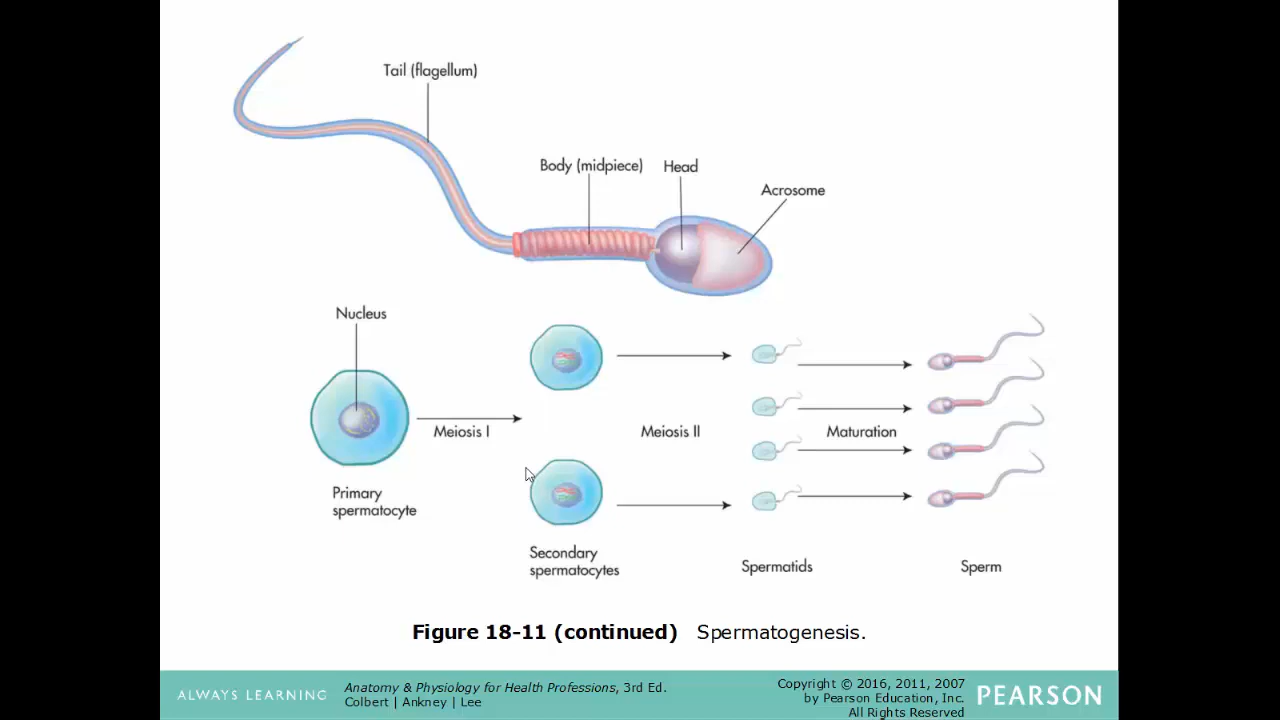 Tail (flagellum)
Body (midpiece)
Head
Acrosome
Nucleus
Meiosis I
Meiosis II
Maturation
Primary
spermatocyte
Secondary
spermatocytes
Spermatids
Sperm
Figure 18-11 (continued) Spermatogenesis.
ALWAYS LEARNING
Anatomy & Physiology for Health Professions, 3rd Ed.
Colbert | Ankney | Lee
Copyright © 2016, 2011, 2007
by Pearson Education, Inc.
All Rights Reserved
PEARSON